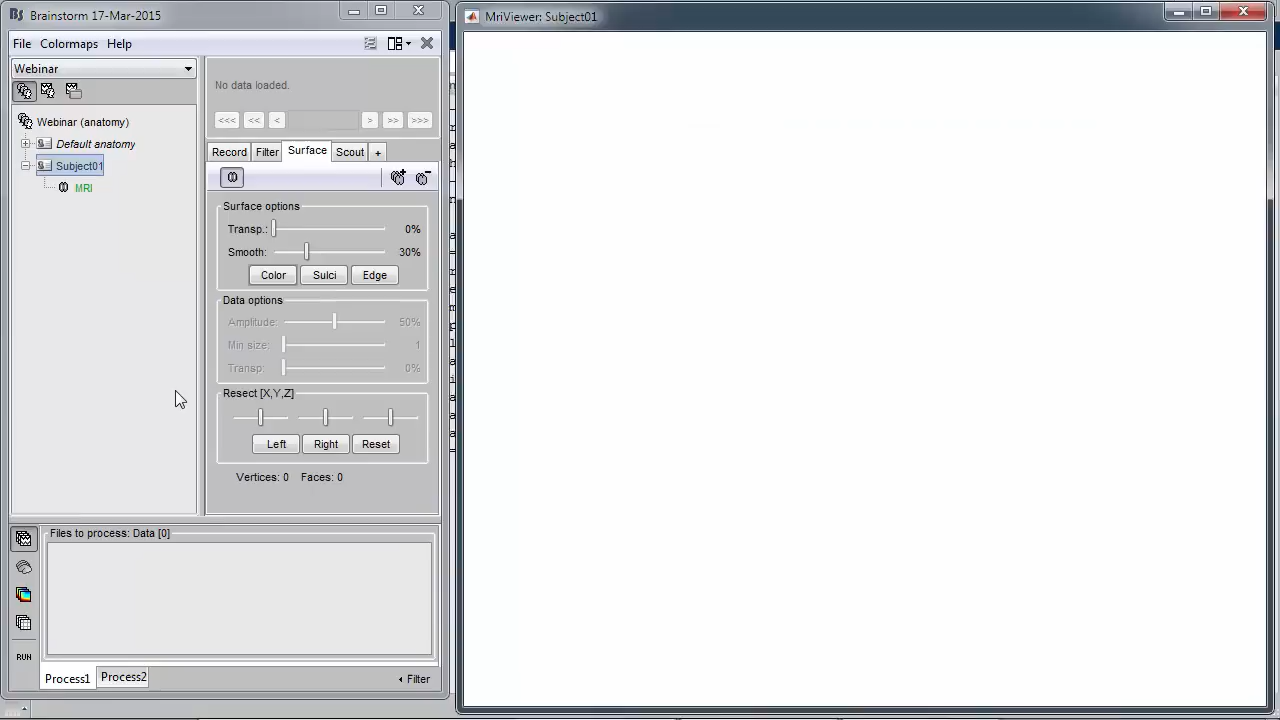 Brainstorm 17-Mar-2015
File Colormaps Help
Webinar
Webinar (anatomy)
Default anatomy
Subject01
MRI
No data loaded.
<<< << < > >> >>>
Record Filter Surface Scout +
Surface options
Transp.: 0%
Smooth: 30%
Color Sulci Edge
Data options
Amplitude: 50%
Min size: 1
Transp: 0%
Resect [X,Y,Z]
Left Right Reset
Vertices: 0 Faces: 0
Files to process: Data [0]
RUN
Process1 Process2 Filter
MriViewer: Subject01